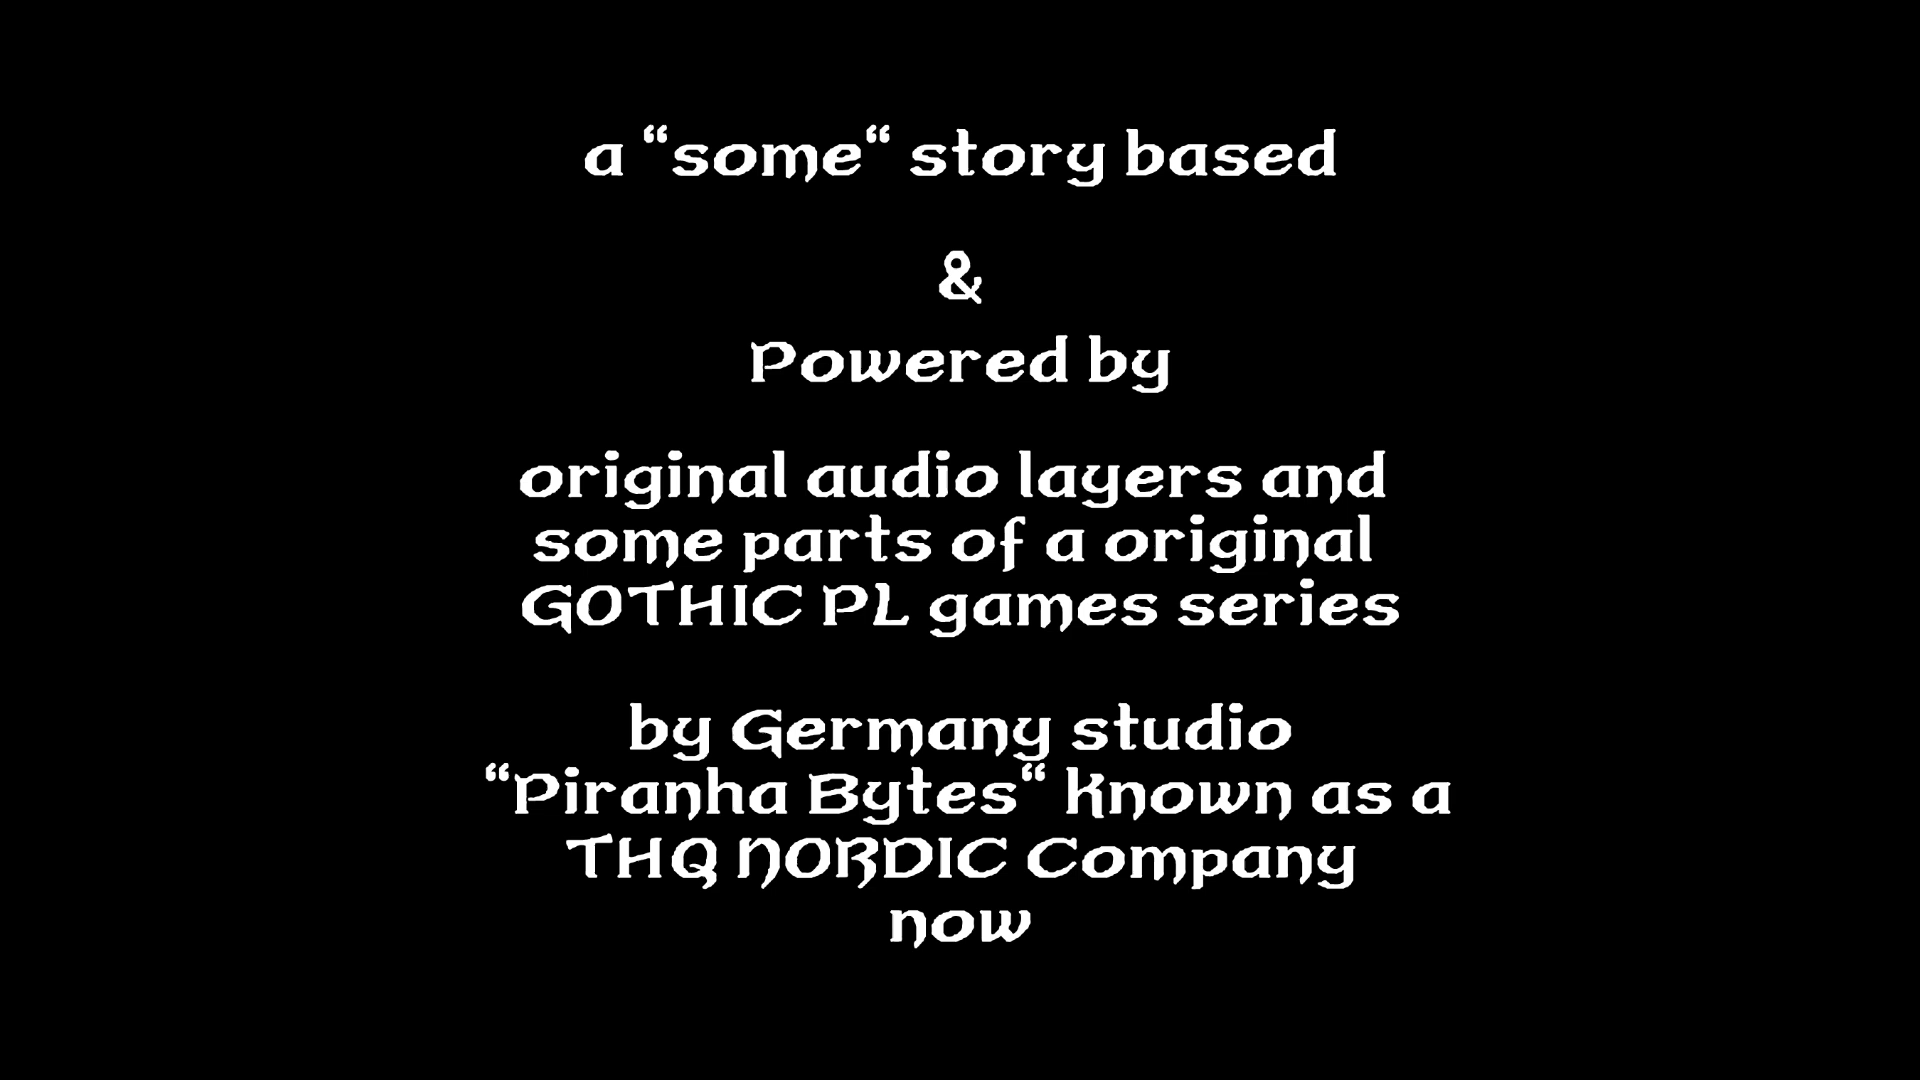 a “some“ story based
&
Powered by
original audio layers and
some parts of a original
GOTHIC PL games series
by Germany studio
“Piranha Bytes“ known as a
THQ NORDIC Company
now